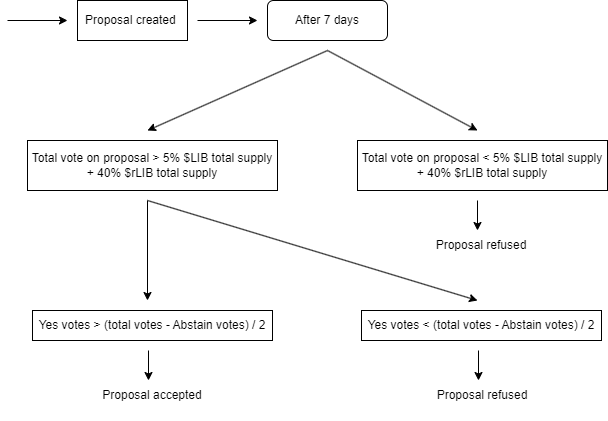 Proposal created
After 7 days
Total vote on proposal > 5% $LIB total supply
+ 40% $rLIB total supply
Total vote on proposal < 5% $LIB total supply
+ 40% $rLIB total supply
Proposal refused
Yes votes > (total votes - Abstain votes) / 2
Yes votes < (total votes - Abstain votes) / 2
Proposal accepted
Proposal refused